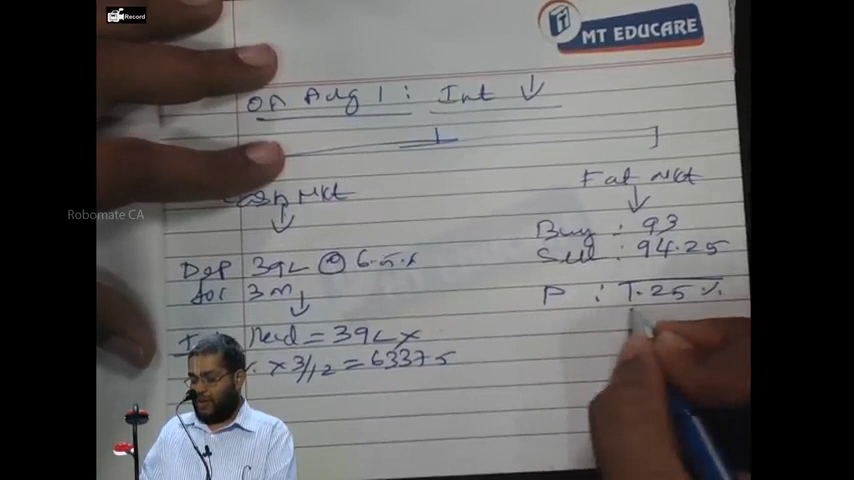 Record
MT EDUCARE
on Aug 1 : Int ↓
Cash Mkt
Fut Mkt
Robomate CA
Buy : 93
Sell : 94.25
Dep 39L @ 6.5%
for 3m
P : 1.25 %
Recd = 39L ×
× 3/12 = 63375